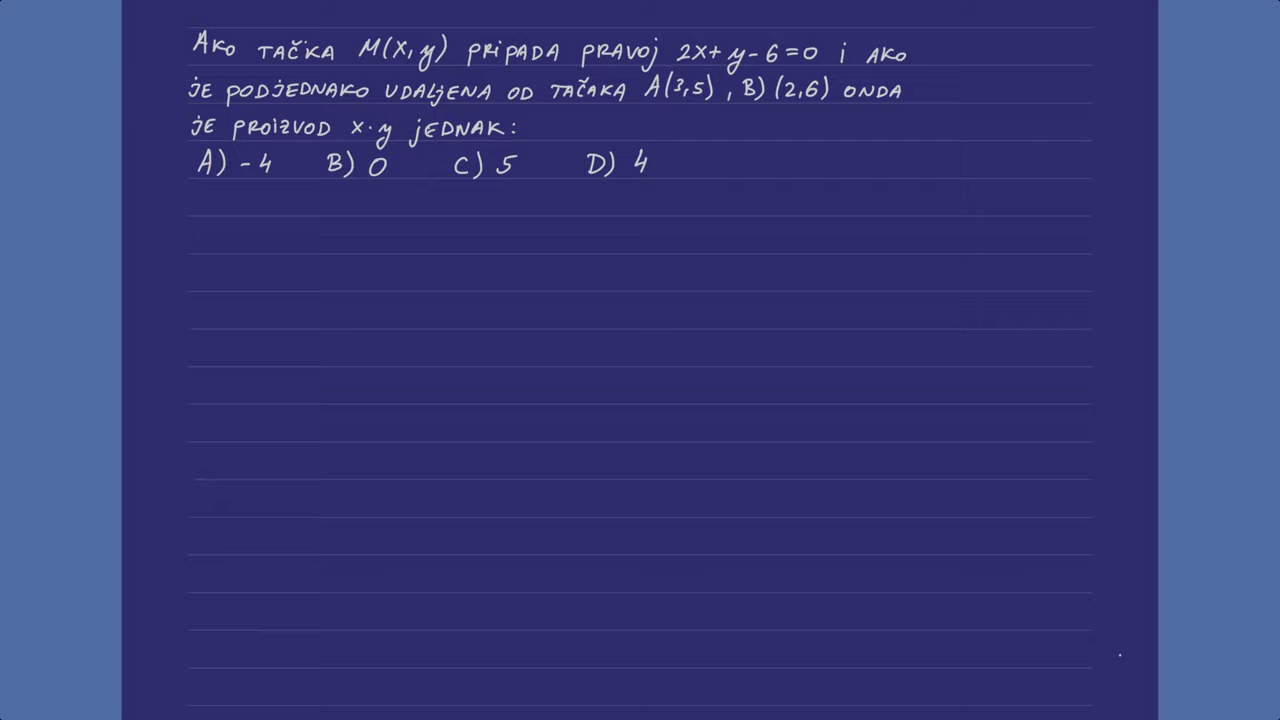 AKO TAČKA M(X,y) PRIPADA PRAVOJ 2X+y-6=0 i AKO
JE PODJEDNAKO UDALJENA OD TAČAKA A(3,5), B)(2,6) ONDA
JE PROIZVOD X·y JEDNAK:
A) -4 B) 0 C) 5 D) 4